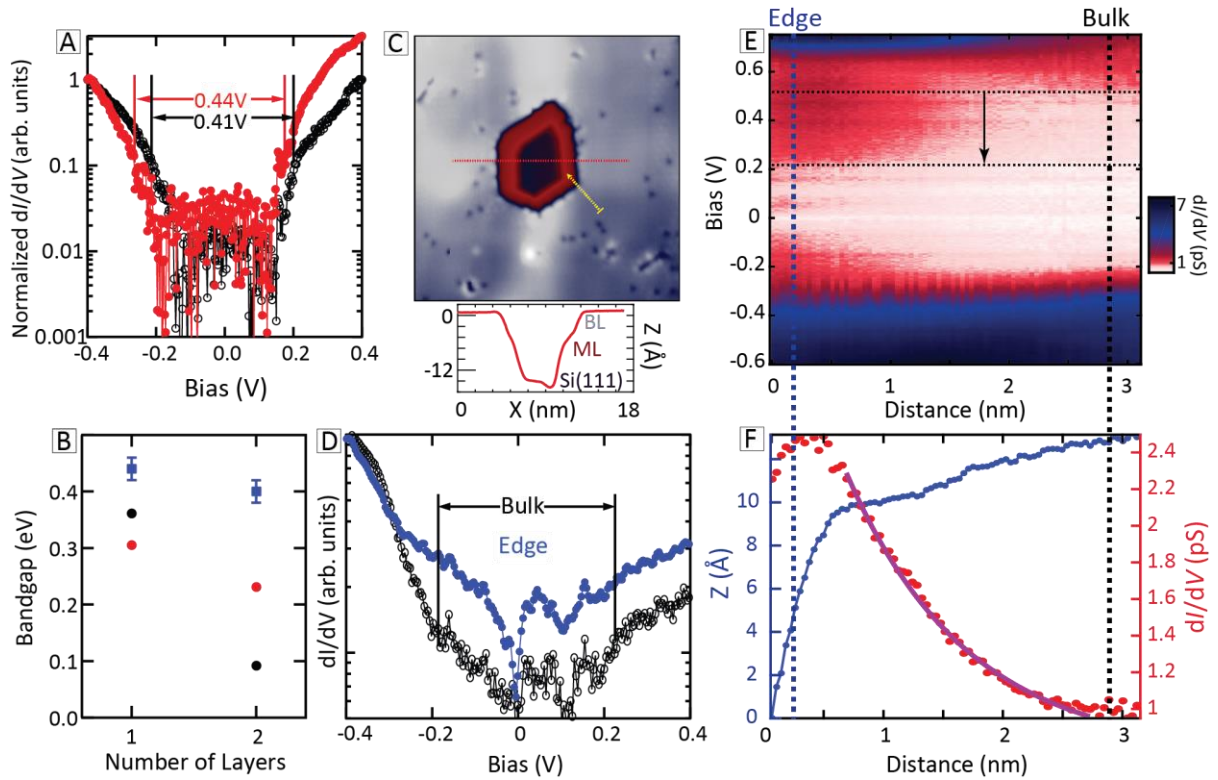 A
Normalized dI/dV (arb. units)
1
0.1
0.01
0.001
0.44V
0.41V
-0.4 -0.2 0.0 0.2 0.4
Bias (V)
B
Bandgap (eV)
0.4
0.3
0.2
0.1
0.0
1 2
Number of Layers
C
0
-12
BL
ML
Si(111)
Z (Å)
0 X (nm) 18
D
dI/dV (arb. units)
Bulk
Edge
-0.4 -0.2 0 0.2 0.4
Bias (V)
Edge Bulk
E
Bias (V)
0.6
0.4
0.2
0
-0.2
-0.4
-0.6
0 1 2 3
Distance (nm)
7
1
dI/dV (pS)
F
Z (Å)
10
8
6
4
2
0
2.4
2.2
2
1.8
1.6
1.4
1.2
1
dI/dV (pS)
0 1 2 3
Distance (nm)